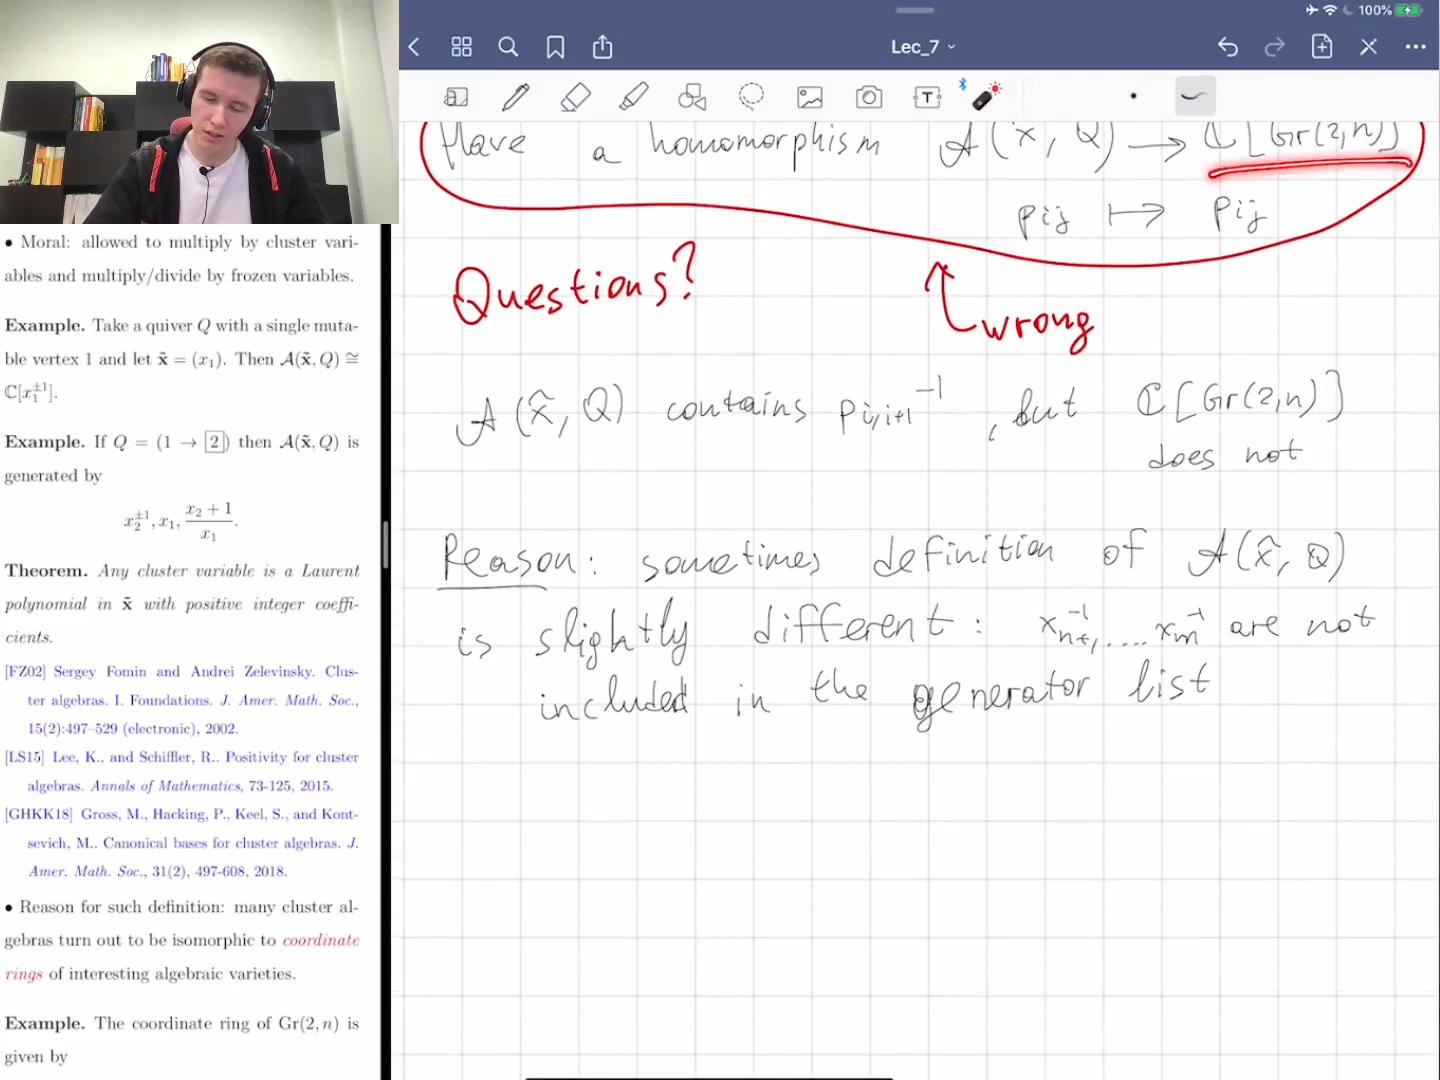 100%
Lec_7
• Moral: allowed to multiply by cluster vari-
ables and multiply/divide by frozen variables.
Example. Take a quiver Q with a single muta-
ble vertex 1 and let x̃ = (x₁). Then 𝒜(x̃, Q) ≅
ℂ[x₁^{±1}].
Example. If Q = (1 → [2]) then 𝒜(x̃, Q) is
generated by
x₂^{±1}, x₁, (x₂ + 1)/x₁.
Theorem. Any cluster variable is a Laurent
polynomial in x̃ with positive integer coeffi-
cients.
[FZ02] Sergey Fomin and Andrei Zelevinsky. Clus-
ter algebras. I. Foundations. J. Amer. Math. Soc.,
15(2):497–529 (electronic), 2002.
[LS15] Lee, K., and Schiffler, R.. Positivity for cluster
algebras. Annals of Mathematics, 73-125, 2015.
[GHKK18] Gross, M., Hacking, P., Keel, S., and Kont-
sevich, M.. Canonical bases for cluster algebras. J.
Amer. Math. Soc., 31(2), 497-608, 2018.
• Reason for such definition: many cluster al-
gebras turn out to be isomorphic to coordinate
rings of interesting algebraic varieties.
Example. The coordinate ring of Gr(2, n) is
given by
Have a homomorphism 𝒜(x̃, Q) → ℂ[Gr(2,n)]
pij ↦ pij
Questions?
wrong
𝒜(x̃, Q) contains p_{i,i+1}^{-1}, but ℂ[Gr(2,n)]
does not
Reason: sometimes definition of 𝒜(x̃, Q)
is slightly different: x_{n+1}^{-1}, .... x_m^{-1} are not
included in the generator list